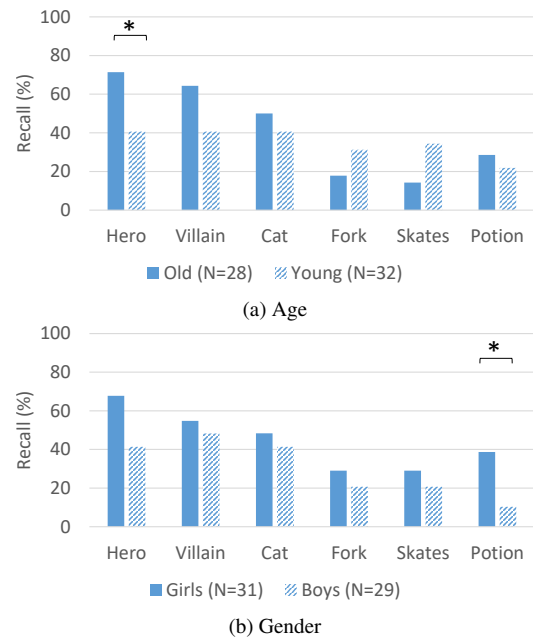 100
*
80
60
40
20
0
Recall (%)
Hero Villain Cat Fork Skates Potion
Old (N=28) Young (N=32)
(a) Age
100
*
80
60
40
20
0
Recall (%)
Hero Villain Cat Fork Skates Potion
Girls (N=31) Boys (N=29)
(b) Gender